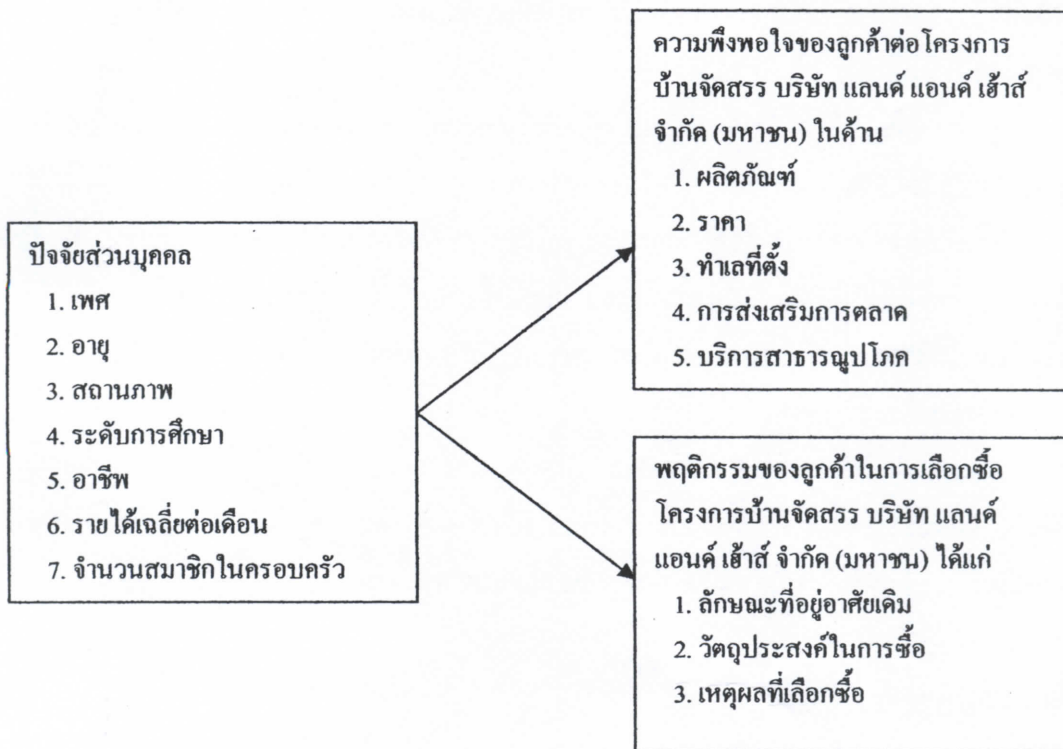 ปัจจัยส่วนบุคคล
1. เพศ
2. อายุ
3. สถานภาพ
4. ระดับการศึกษา
5. อาชีพ
6. รายได้เฉลี่ยต่อเดือน
7. จำนวนสมาชิกในครอบครัว
ความพึงพอใจของลูกค้าต่อโครงการ
บ้านจัดสรร บริษัท แลนด์ แอนด์ เฮ้าส์
จำกัด (มหาชน) ในด้าน
1. ผลิตภัณฑ์
2. ราคา
3. ทำเลที่ตั้ง
4. การส่งเสริมการตลาด
5. บริการสาธารณูปโภค
พฤติกรรมของลูกค้าในการเลือกซื้อ
โครงการบ้านจัดสรร บริษัท แลนด์
แอนด์ เฮ้าส์ จำกัด (มหาชน) ได้แก่
1. ลักษณะที่อยู่อาศัยเดิม
2. วัตถุประสงค์ในการซื้อ
3. เหตุผลที่เลือกซื้อ